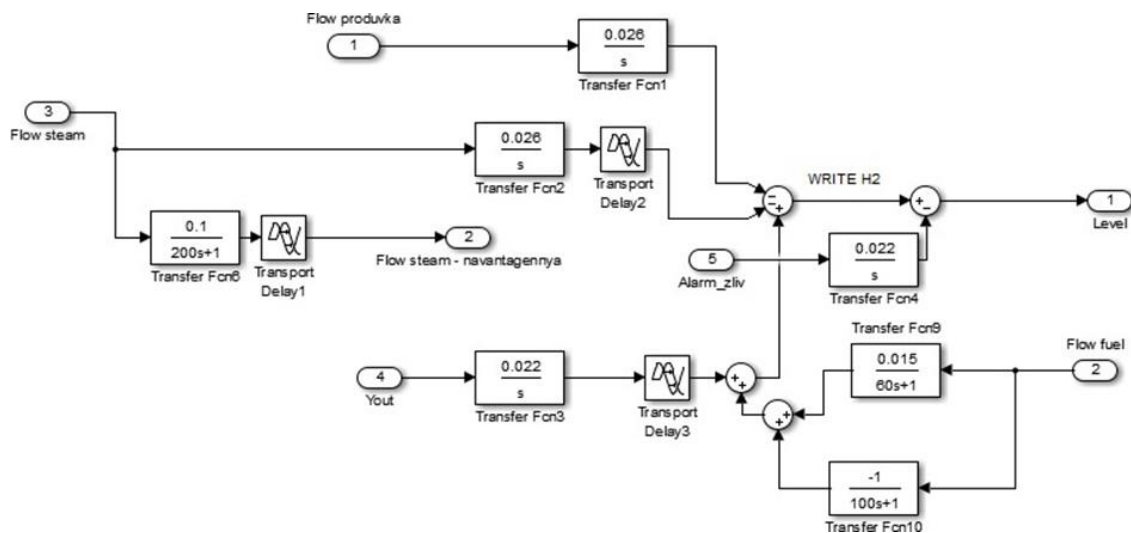 Flow produvka
1
0.026
s
Transfer Fcn1
3
Flow steam
0.026
s
Transfer Fcn2
Transport
Delay2
WRITE H2
1
Level
0.1
200s+1
Transfer Fcn6
Transport
Delay1
2
Flow steam - navantagennya
5
Alarm_zliv
0.022
s
Transfer Fcn4
Transfer Fcn9
0.015
60s+1
Flow fuel
2
4
Yout
0.022
s
Transfer Fcn3
Transport
Delay3
-1
100s+1
Transfer Fcn10